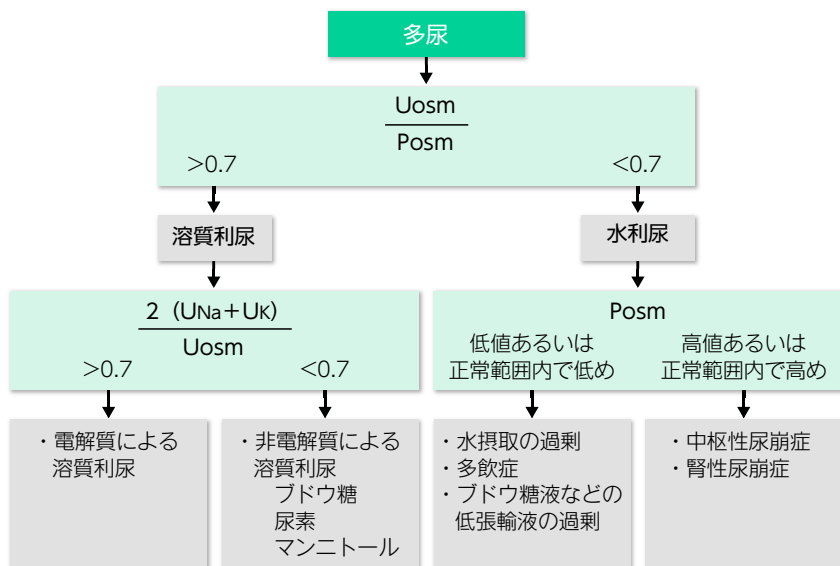 多尿
Uosm
Posm
>0.7
<0.7
溶質利尿
水利尿
2（UNa＋UK）
Uosm
>0.7
<0.7
Posm
低値あるいは
正常範囲内で低め
高値あるいは
正常範囲内で高め
・電解質による
溶質利尿
・非電解質による
溶質利尿
ブドウ糖
尿素
マンニトール
・水摂取の過剰
・多飲症
・ブドウ糖液などの
低張輸液の過剰
・中枢性尿崩症
・腎性尿崩症